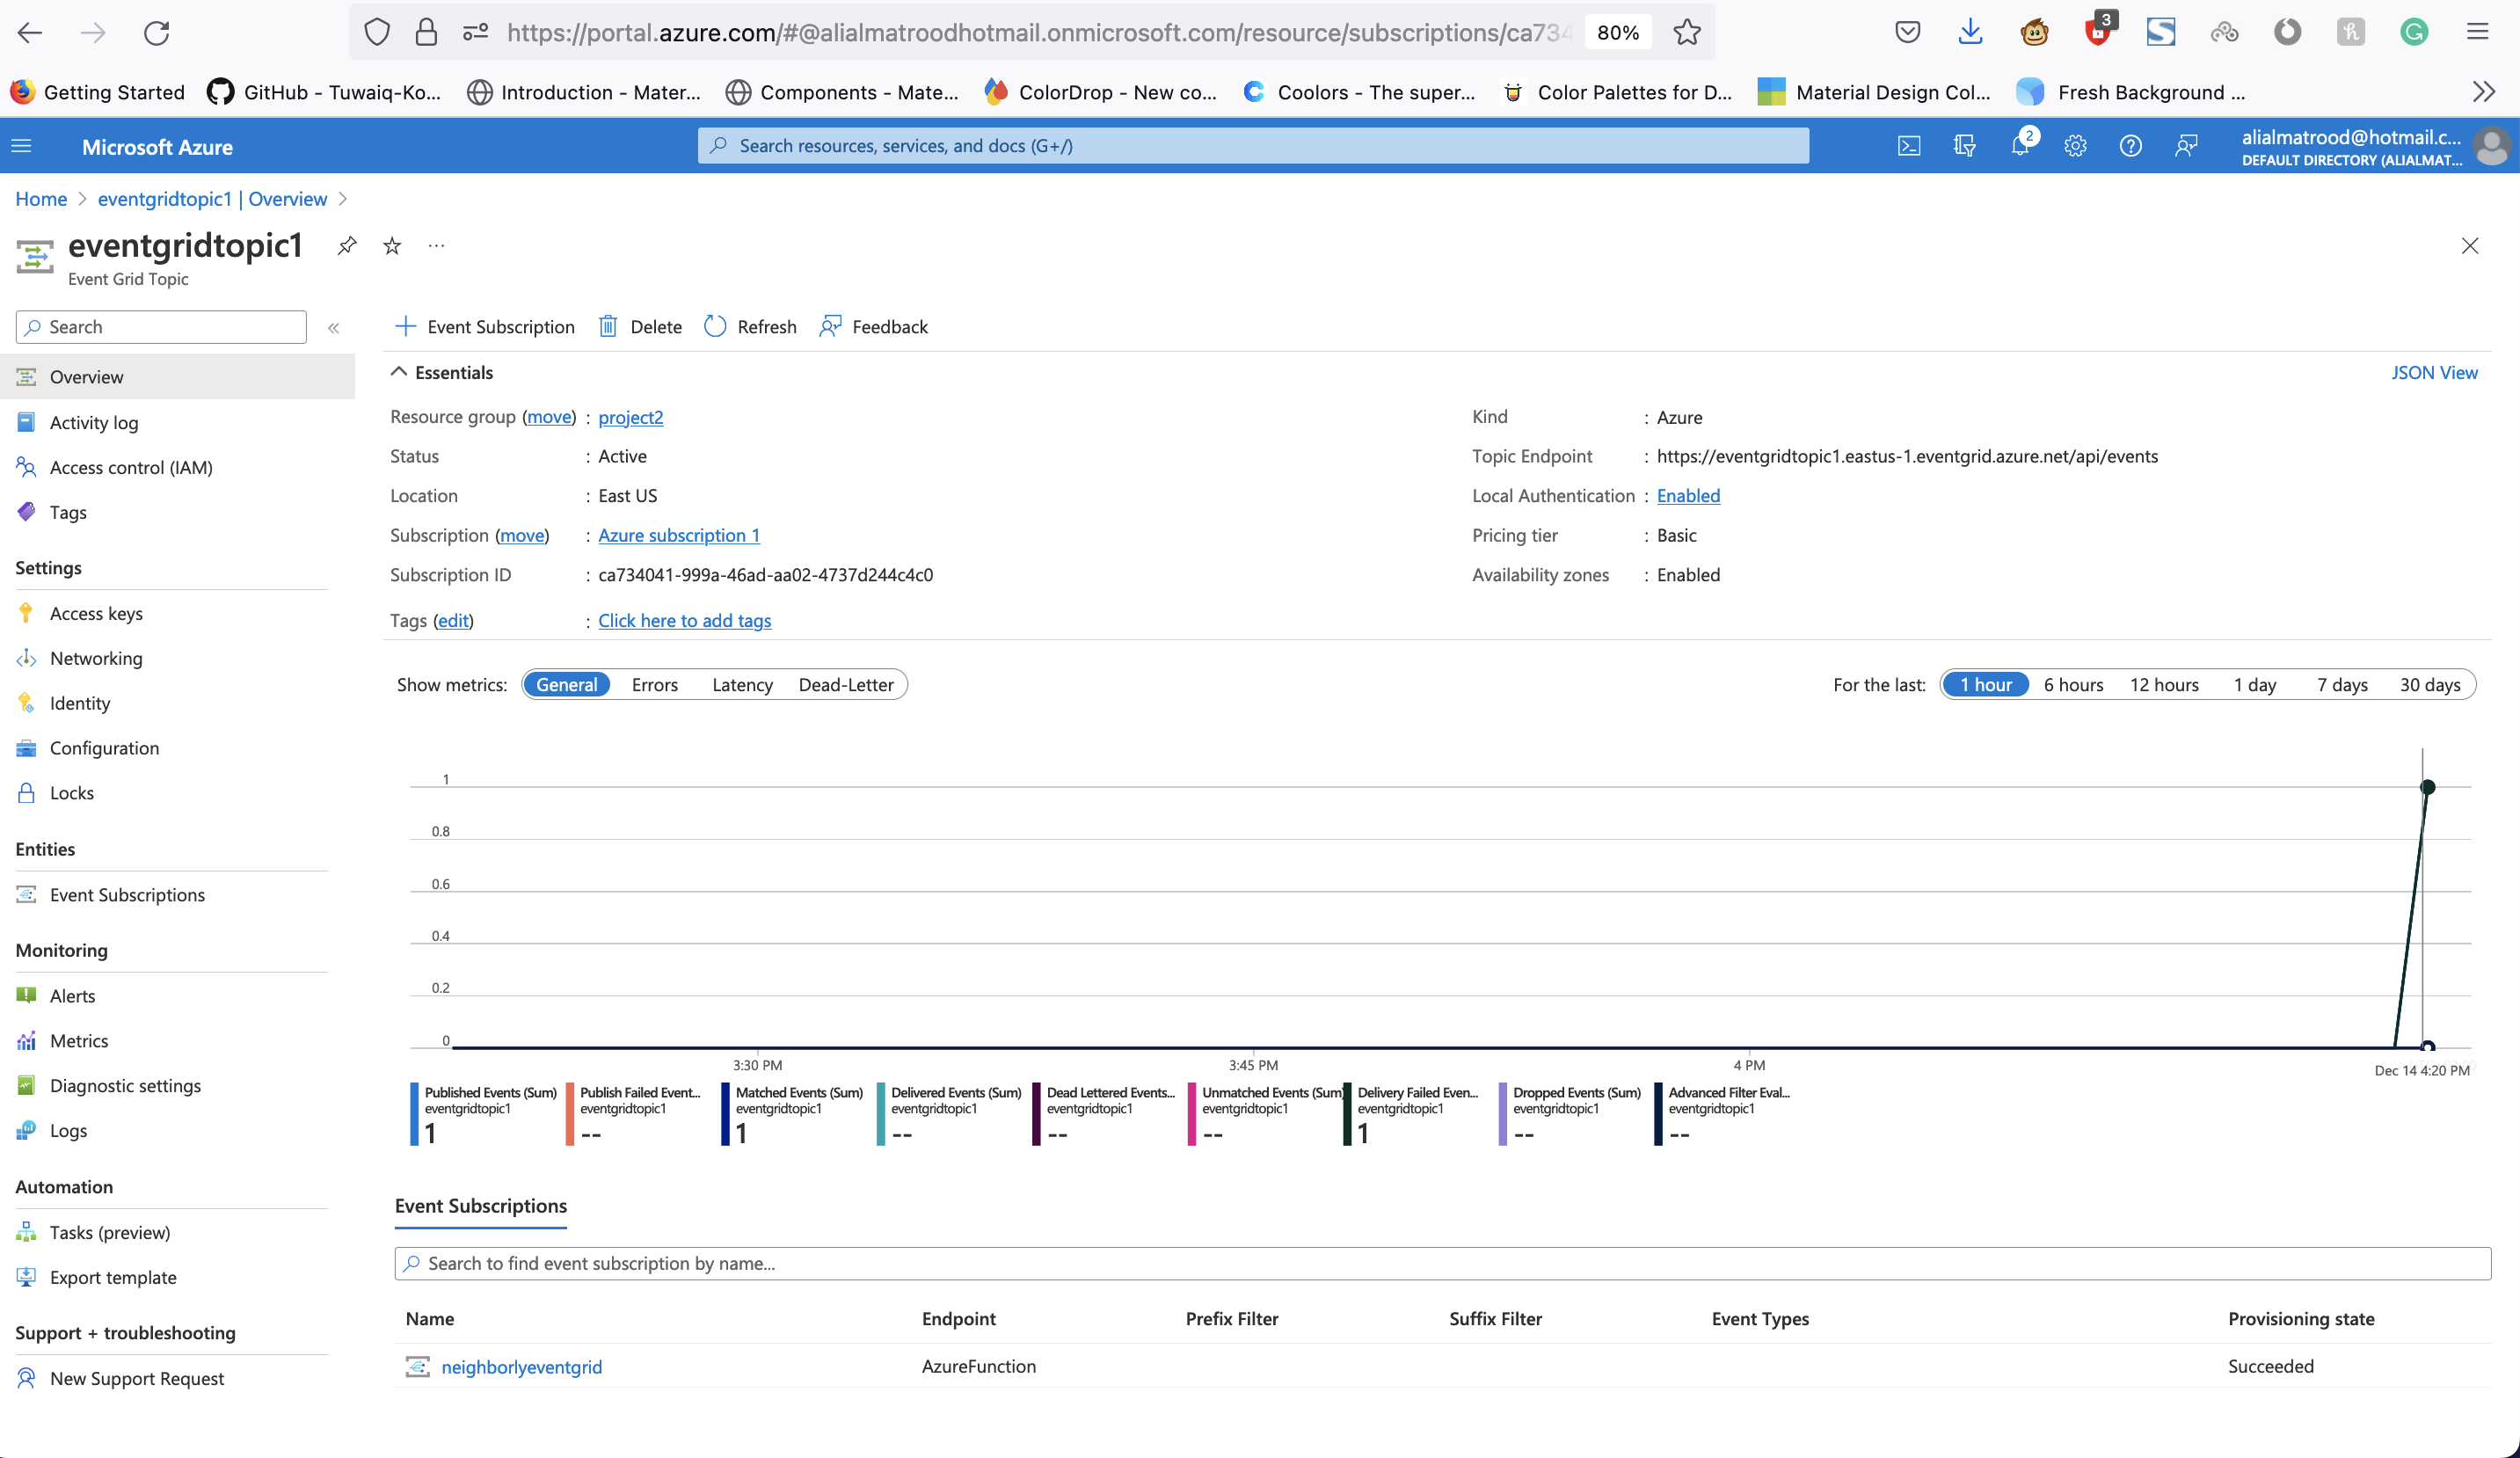 https://portal.azure.com/#@alialmatroodhotmail.onmicrosoft.com/resource/subscriptions/ca734
80%
3
Getting Started
GitHub - Tuwaiq-Ko...
Introduction - Mater...
Components - Mate...
ColorDrop - New co...
Coolors - The super...
Color Palettes for D...
Material Design Col...
Fresh Background ...
Microsoft Azure
Search resources, services, and docs (G+/)
2
alialmatrood@hotmail.c...
DEFAULT DIRECTORY (ALIALMAT...
Home > eventgridtopic1 | Overview >
eventgridtopic1
Event Grid Topic
Search
Overview
Activity log
Access control (IAM)
Tags
Settings
Access keys
Networking
Identity
Configuration
Locks
Entities
Event Subscriptions
Monitoring
Alerts
Metrics
Diagnostic settings
Logs
Automation
Tasks (preview)
Export template
Support + troubleshooting
New Support Request
Event Subscription
Delete
Refresh
Feedback
Essentials
JSON View
Resource group (move) : project2
Status : Active
Location : East US
Subscription (move) : Azure subscription 1
Subscription ID : ca734041-999a-46ad-aa02-4737d244c4c0
Tags (edit) : Click here to add tags
Kind : Azure
Topic Endpoint : https://eventgridtopic1.eastus-1.eventgrid.azure.net/api/events
Local Authentication : Enabled
Pricing tier : Basic
Availability zones : Enabled
Show metrics: General Errors Latency Dead-Letter
For the last: 1 hour 6 hours 12 hours 1 day 7 days 30 days
1
0.8
0.6
0.4
0.2
0
3:30 PM
3:45 PM
4 PM
Dec 14 4:20 PM
Published Events (Sum)
eventgridtopic1
1
Publish Failed Event...
eventgridtopic1
--
Matched Events (Sum)
eventgridtopic1
1
Delivered Events (Sum)
eventgridtopic1
--
Dead Lettered Events...
eventgridtopic1
--
Unmatched Events (Sum)
eventgridtopic1
--
Delivery Failed Even...
eventgridtopic1
1
Dropped Events (Sum)
eventgridtopic1
--
Advanced Filter Eval...
eventgridtopic1
--
Event Subscriptions
Search to find event subscription by name...
Name Endpoint Prefix Filter Suffix Filter Event Types Provisioning state
neighborlyeventgrid AzureFunction Succeeded